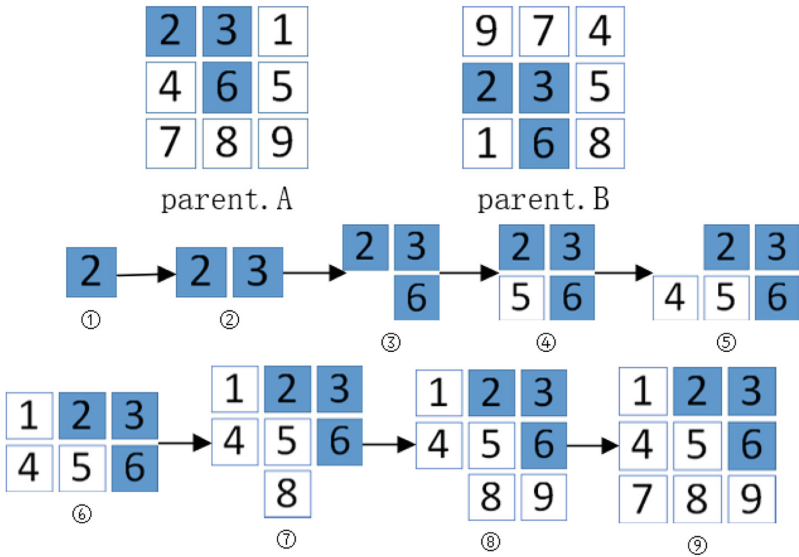 2 3 1 9 7 4
4 6 5 2 3 5
7 8 9 1 6 8
parent.A parent.B
2 2 3 2 3 2 3 2 3
6 5 6 4 5 6
① ② ③ ④ ⑤
1 2 3 1 2 3 1 2 3 1 2 3
4 5 6 4 5 6 4 5 6 4 5 6
8 8 9 7 8 9
⑥ ⑦ ⑧ ⑨